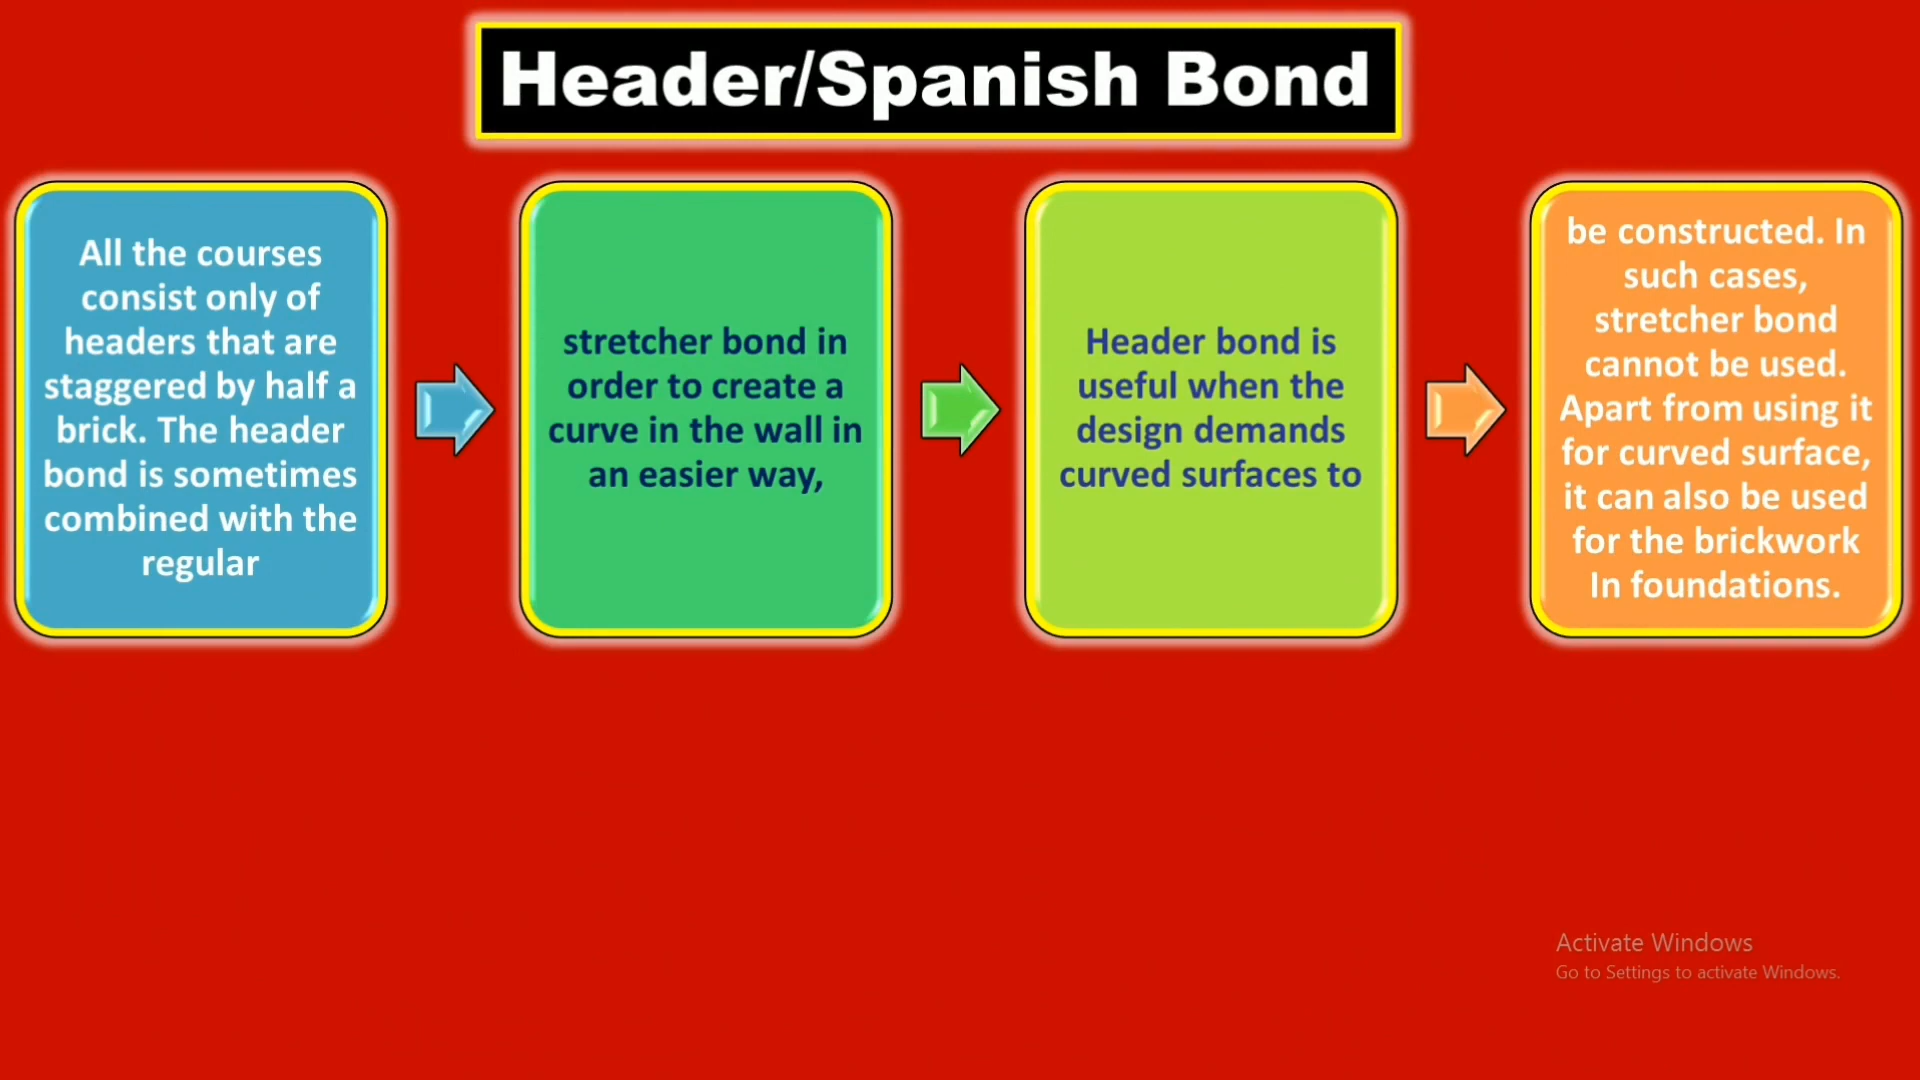 Header/Spanish Bond
All the courses
consist only of
headers that are
staggered by half a
brick. The header
bond is sometimes
combined with the
regular
stretcher bond in
order to create a
curve in the wall in
an easier way,
Header bond is
useful when the
design demands
curved surfaces to
be constructed. In
such cases,
stretcher bond
cannot be used.
Apart from using it
for curved surface,
it can also be used
for the brickwork
In foundations.
Activate Windows
Go to Settings to activate Windows.